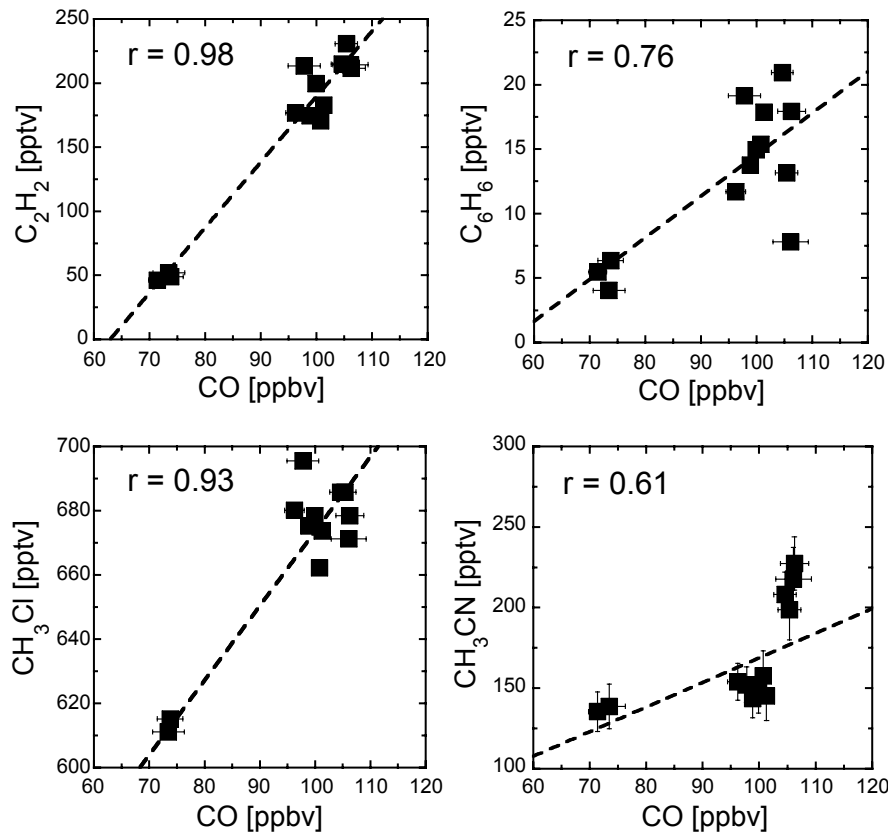 r = 0.98
C₂H₂ [pptv]
250
200
150
100
50
0
60 70 80 90 100 110 120
CO [ppbv]
r = 0.76
C₆H₆ [pptv]
25
20
15
10
5
0
60 70 80 90 100 110 120
CO [ppbv]
r = 0.93
CH₃Cl [pptv]
700
680
660
640
620
600
60 70 80 90 100 110 120
CO [ppbv]
r = 0.61
CH₃CN [pptv]
300
250
200
150
100
60 70 80 90 100 110 120
CO [ppbv]